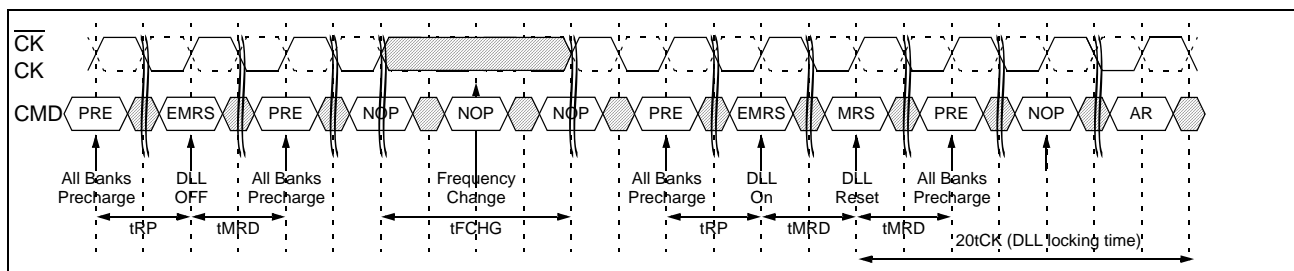 CK
CK
CMD PRE EMRS PRE NOP NOP NOP PRE EMRS MRS PRE NOP AR
All Banks DLL All Banks Frequency All Banks DLL DLL All Banks
Precharge OFF Precharge Change Precharge On Reset Precharge
tRP tMRD tFCHG tRP tMRD tMRD
20tCK (DLL locking time)